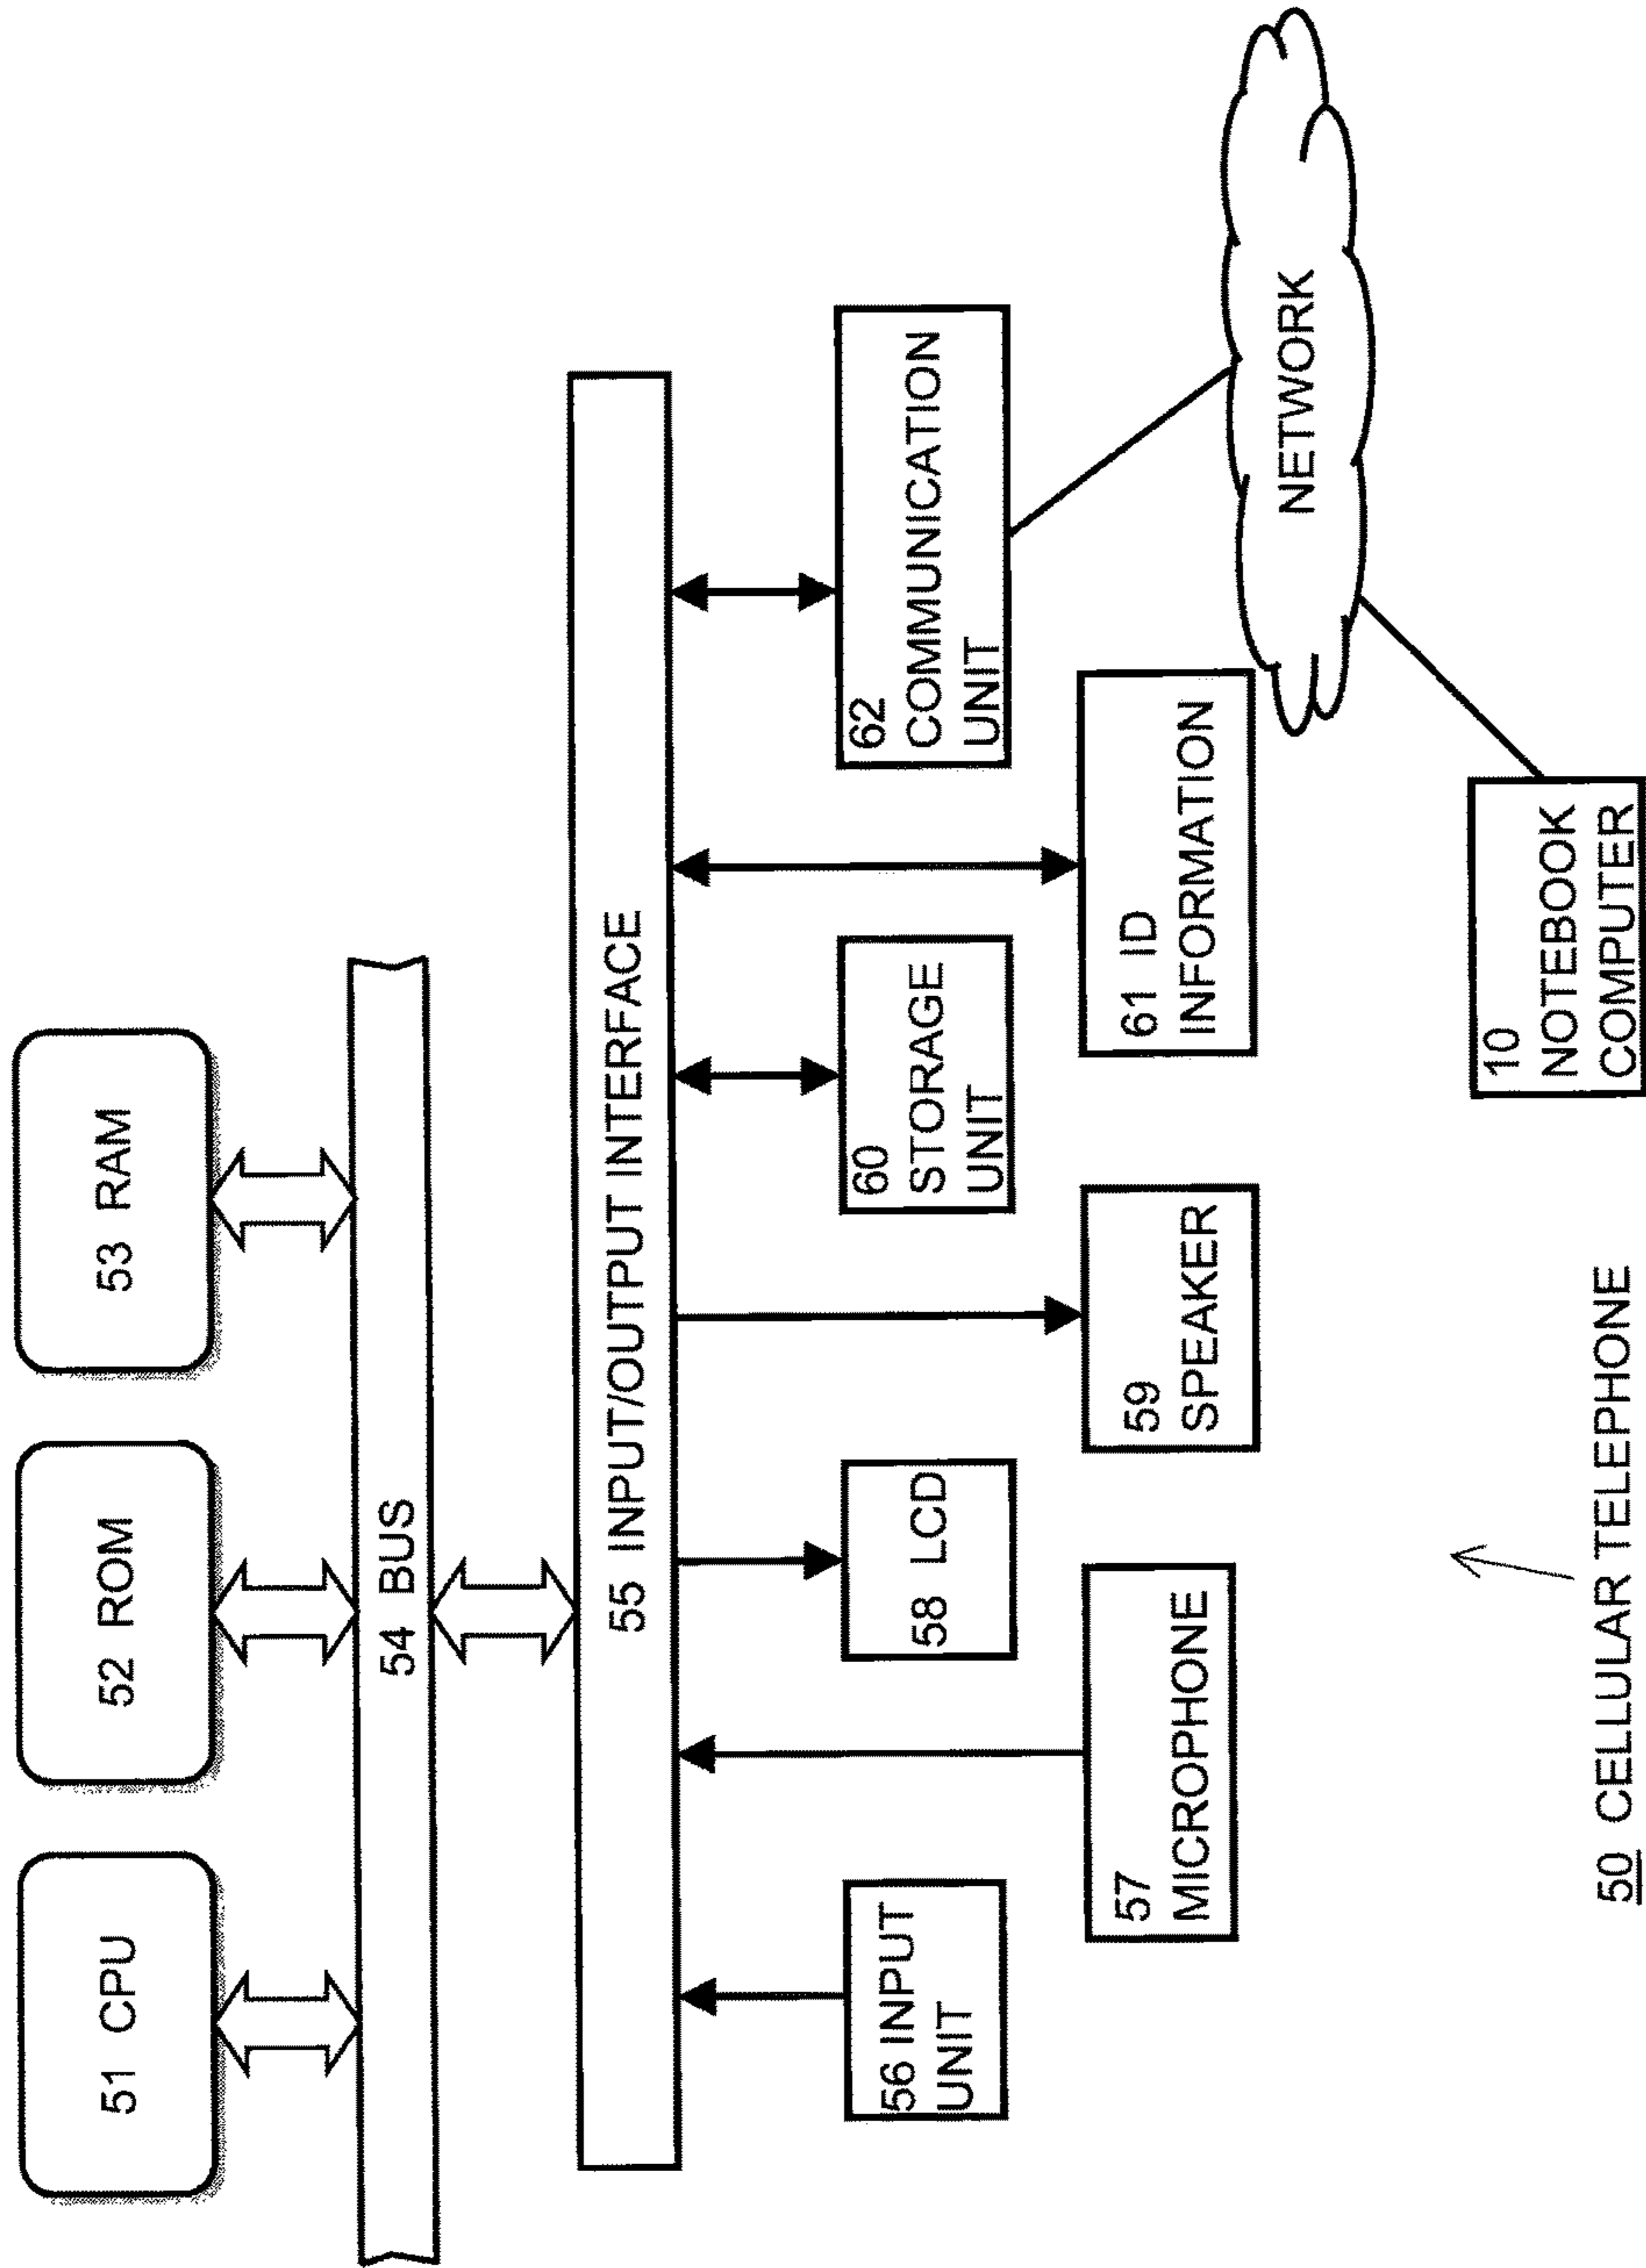 51 CPU
52 ROM
53 RAM
54 BUS
55 INPUT/OUTPUT INTERFACE
56 INPUT
UNIT
57
MICROPHONE
58 LCD
59
SPEAKER
60
STORAGE
UNIT
61 ID
INFORMATION
62
COMMUNICATION
UNIT
NETWORK
10
NOTEBOOK
COMPUTER
50 CELLULAR TELEPHONE